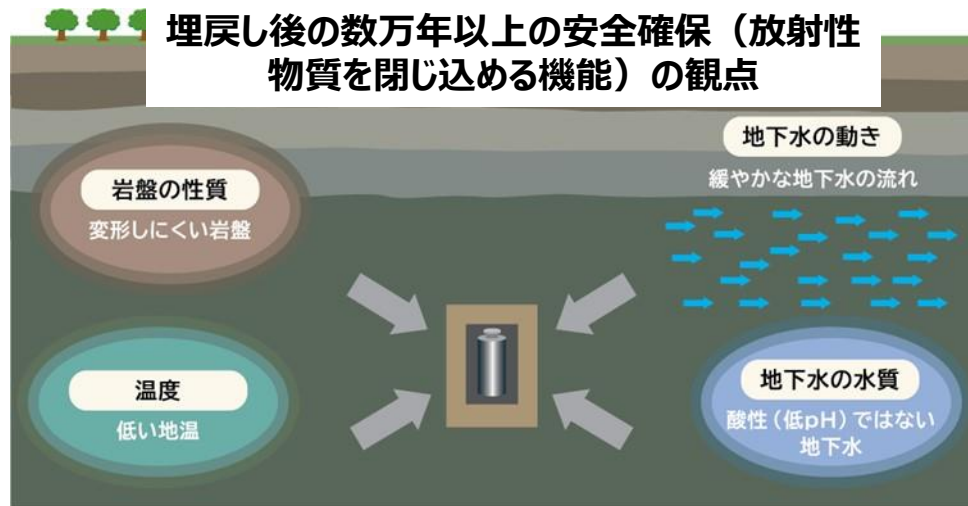 埋戻し後の数万年以上の安全確保（放射性
物質を閉じ込める機能）の観点
岩盤の性質
変形しにくい岩盤
地下水の動き
緩やかな地下水の流れ
温度
低い地温
地下水の水質
酸性（低pH）ではない
地下水